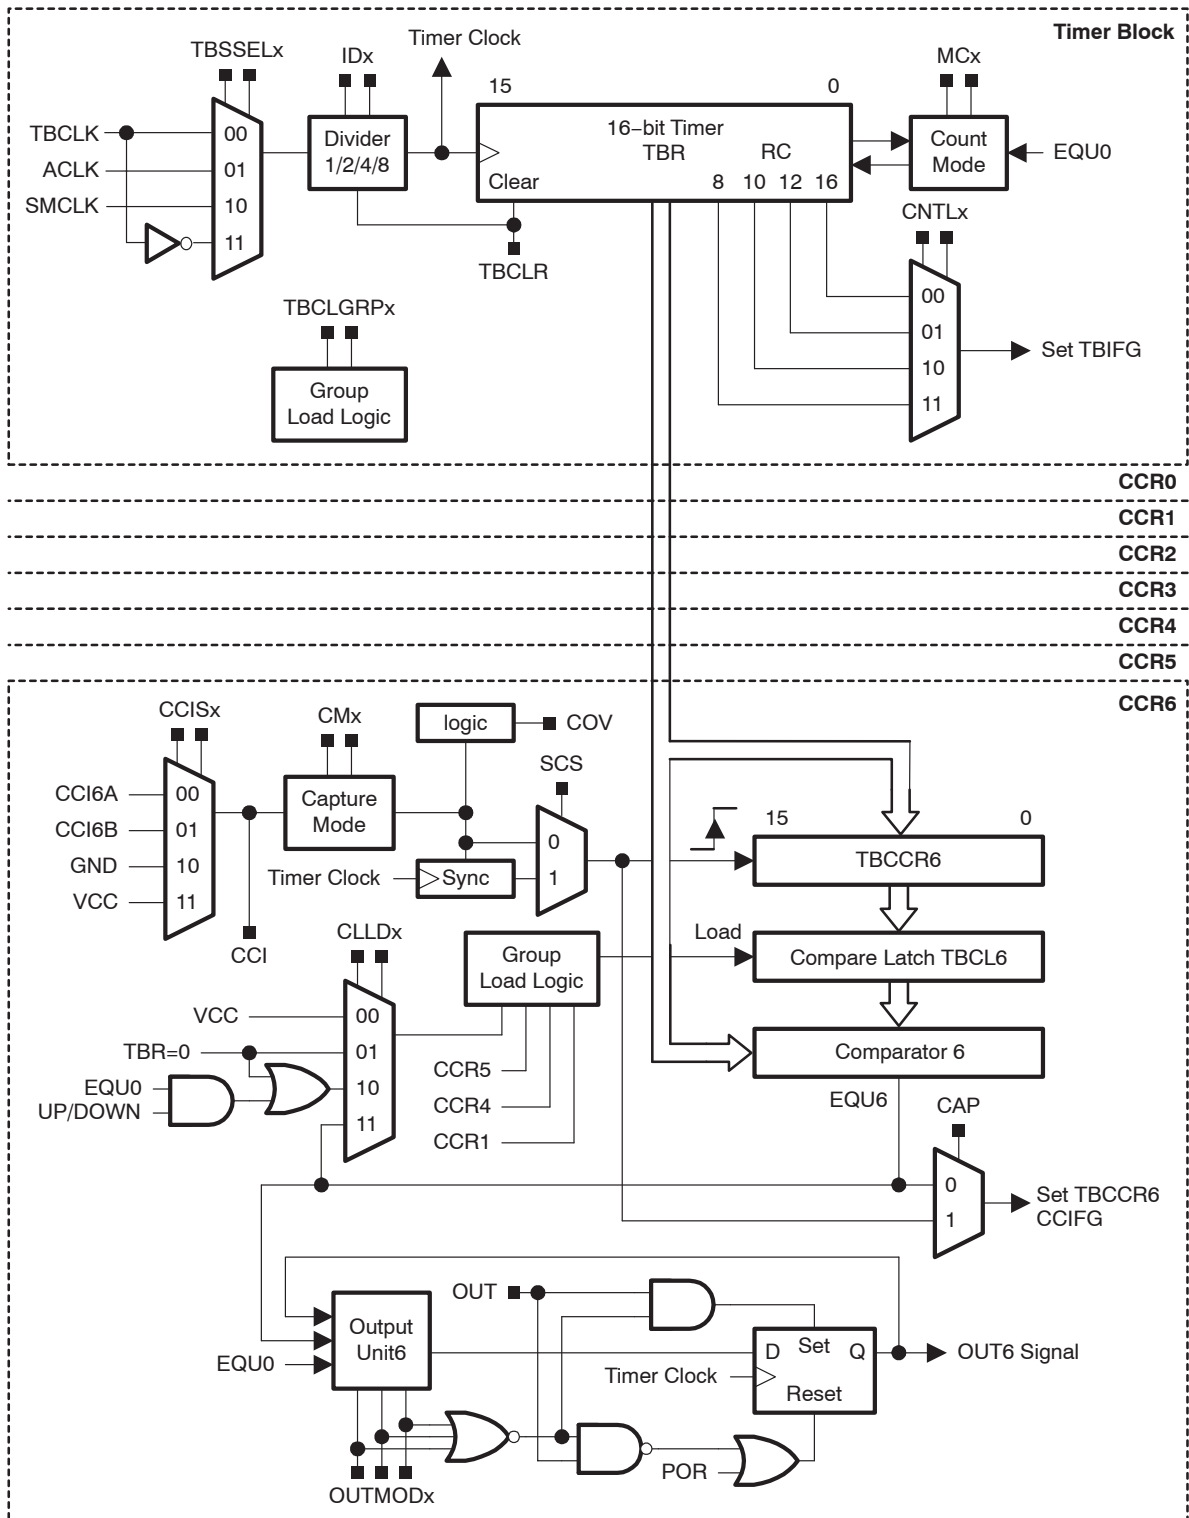 Timer Block
TBSSELx
IDx
Timer Clock
MCx
15
0
TBCLK
ACLK
SMCLK
00
01
10
11
Divider
1/2/4/8
16−bit Timer
TBR
RC
Clear
8
10
12
16
Count
Mode
EQU0
TBCLR
CNTLx
00
01
10
11
Set TBIFG
TBCLGRPx
Group
Load Logic
CCR0
CCR1
CCR2
CCR3
CCR4
CCR5
CCR6
CCISx
CMx
logic
COV
SCS
CCI6A
CCI6B
GND
VCC
00
01
10
11
Capture
Mode
Timer Clock
Sync
0
1
CCI
15
0
TBCCR6
Load
Compare Latch TBCL6
Comparator 6
EQU6
CLLDx
Group
Load Logic
VCC
TBR=0
EQU0
UP/DOWN
00
01
10
11
CCR5
CCR4
CCR1
CAP
0
1
Set TBCCR6
CCIFG
OUT
Output
Unit6
EQU0
Timer Clock
D
Set
Q
Reset
OUT6 Signal
POR
OUTMODx